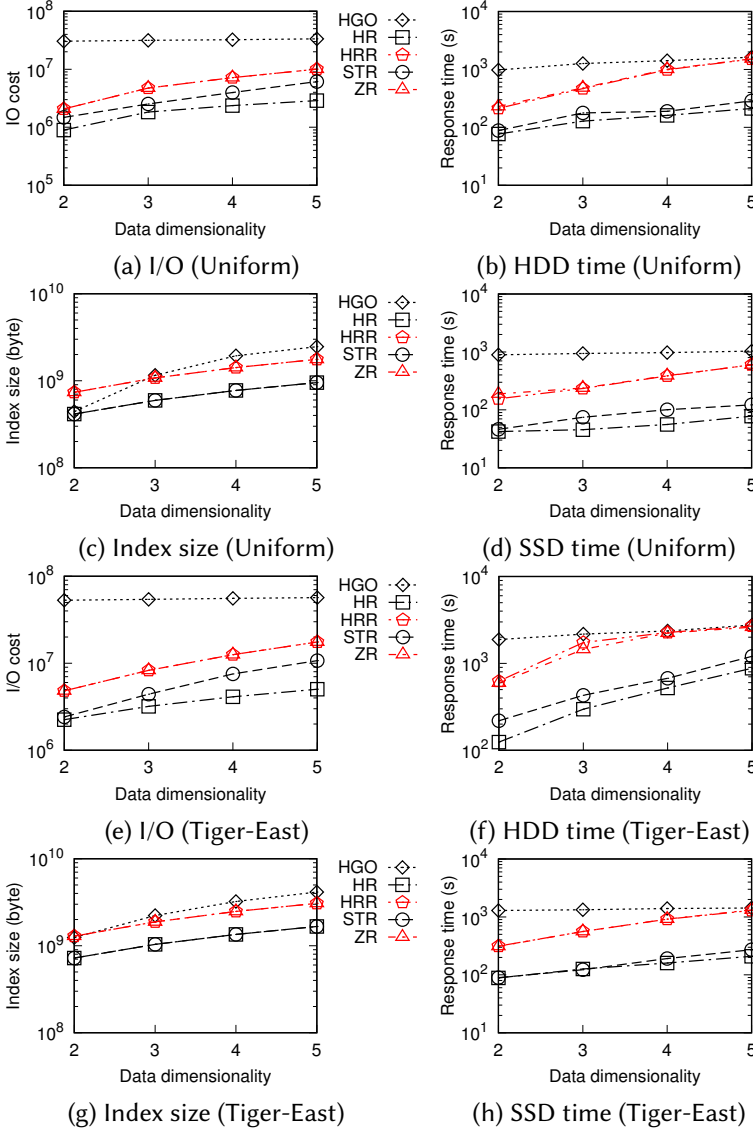 10^8
10^7
10^6
10^5
IO cost
2 3 4 5
Data dimensionality
HGO
HR
HRR
STR
ZR
(a) I/O (Uniform)
10^4
10^3
10^2
10^1
Response time (s)
2 3 4 5
Data dimensionality
(b) HDD time (Uniform)
10^10
10^9
10^8
Index size (byte)
2 3 4 5
Data dimensionality
HGO
HR
HRR
STR
ZR
(c) Index size (Uniform)
10^4
10^3
10^2
10^1
Response time (s)
2 3 4 5
Data dimensionality
(d) SSD time (Uniform)
10^8
10^7
10^6
I/O cost
2 3 4 5
Data dimensionality
HGO
HR
HRR
STR
ZR
(e) I/O (Tiger-East)
10^4
10^3
10^2
Response time (s)
2 3 4 5
Data dimensionality
(f) HDD time (Tiger-East)
10^10
10^9
10^8
Index size (byte)
2 3 4 5
Data dimensionality
HGO
HR
HRR
STR
ZR
(g) Index size (Tiger-East)
10^4
10^3
10^2
10^1
Response time (s)
2 3 4 5
Data dimensionality
(h) SSD time (Tiger-East)